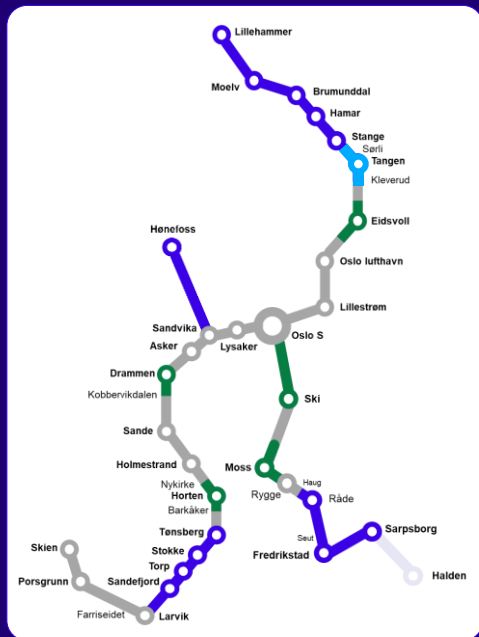 Lillehammer
Moelv
Brumunddal
Hamar
Stange
Sørli
Tangen
Kleverud
Eidsvoll
Hønefoss
Oslo lufthavn
Lillestrøm
Sandvika
Oslo S
Asker
Lysaker
Drammen
Kobbervikdalen
Ski
Sande
Holmestrand
Moss
Nykirke
Haug
Rygge
Horten
Råde
Barkåker
Tønsberg
Saut
Sarpsborg
Skien
Stokke
Fredrikstad
Torp
Porsgrunn
Sandefjord
Halden
Farriseidet
Larvik